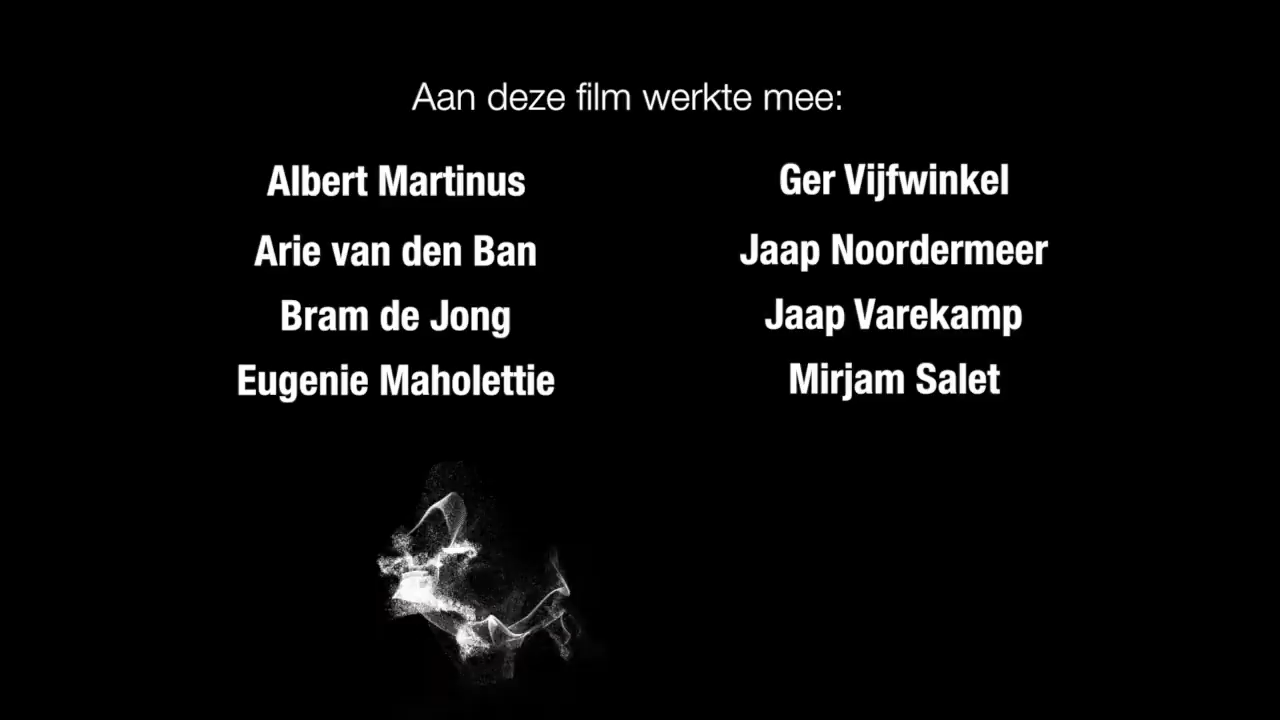 Aan deze film werkte mee:
Albert Martinus
Arie van den Ban
Bram de Jong
Eugenie Maholettie
Ger Vijfwinkel
Jaap Noordermeer
Jaap Varekamp
Mirjam Salet